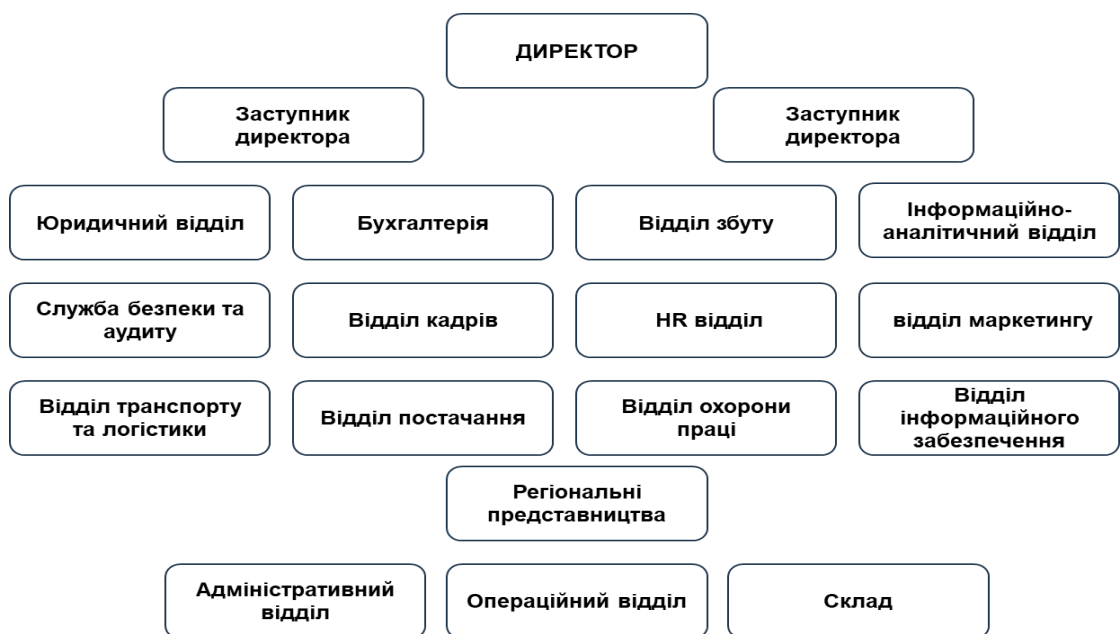 ДИРЕКТОР
Заступник
директора
Заступник
директора
Юридичний відділ
Бухгалтерія
Відділ збуту
Інформаційно-
аналітичний відділ
Служба безпеки та
аудиту
Відділ кадрів
HR відділ
відділ маркетингу
Відділ транспорту
та логістики
Відділ постачання
Відділ охорони
праці
Відділ
інформаційного
забезпечення
Регіональні
представництва
Адміністративний
відділ
Операційний відділ
Склад